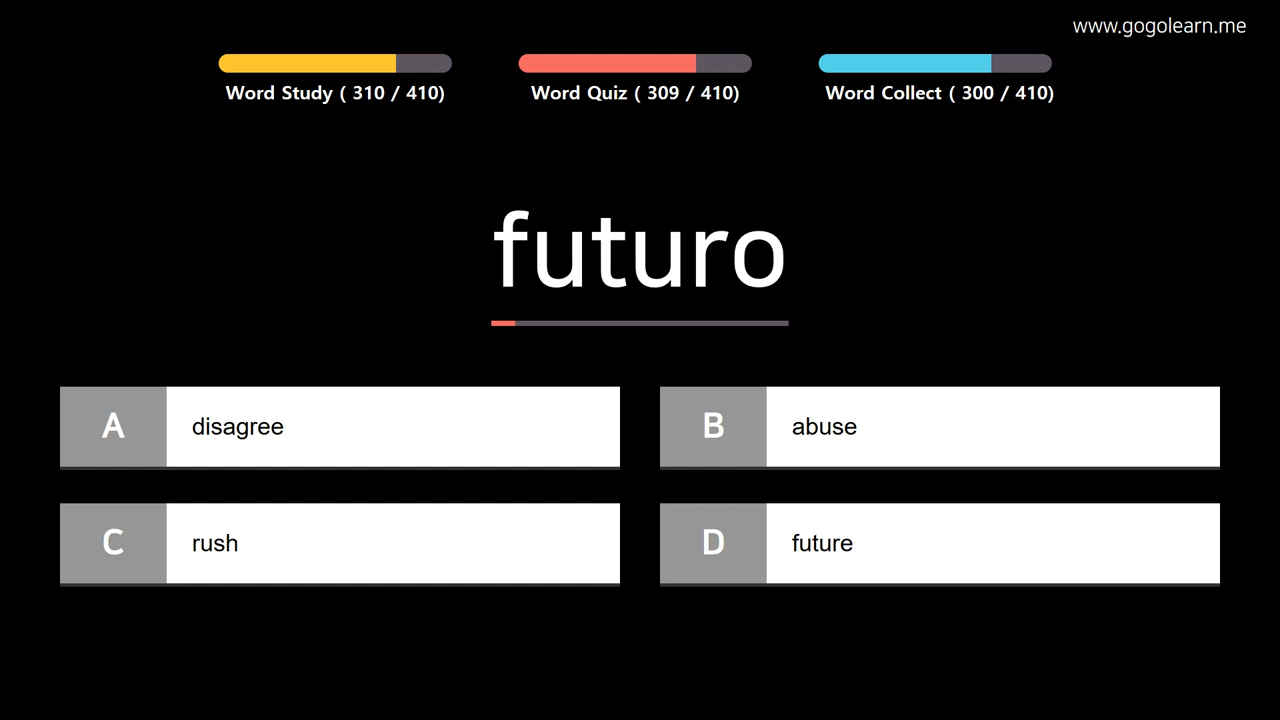 www.gogolearn.me
Word Study ( 310 / 410)
Word Quiz ( 309 / 410)
Word Collect ( 300 / 410)
futuro
A disagree
B abuse
C rush
D future